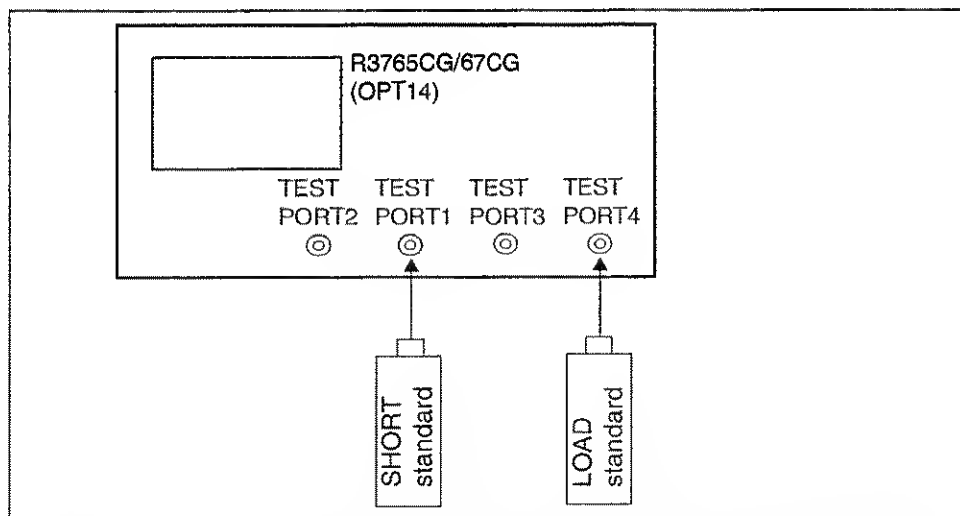 R3765CG/67CG
(OPT14)
TEST TEST TEST TEST
PORT2 PORT1 PORT3 PORT4
SHORT
standard
LOAD
standard